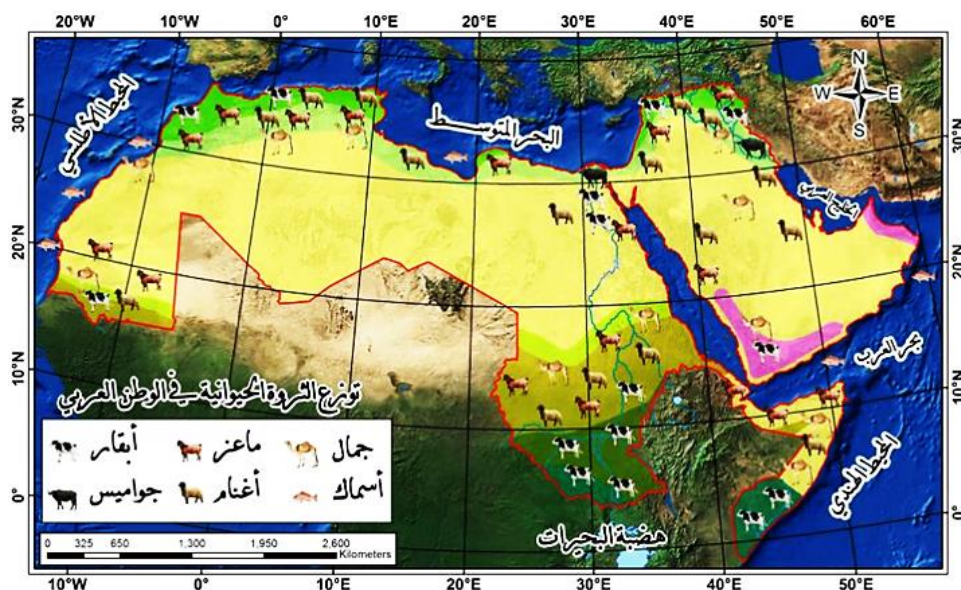 20°W 10°W 0° 10°E 20°E 30°E 40°E 50°E 60°E
N
W E
S
المحيط الأطلسي
البحر المتوسط
الخليج العربي
30°N 30°N
20°N 20°N
بحر العرب
10°N 10°N
المحيط الهندي
توزيع الثروة الحيوانية في الوطن العربي
أبقار ماعز جمال
جواميس أغنام أسماك
0° 0°
هضبة البحيرات
0 325 650 1,300 1,950 2,600
Kilometers
10°W 0° 10°E 20°E 30°E 40°E 50°E